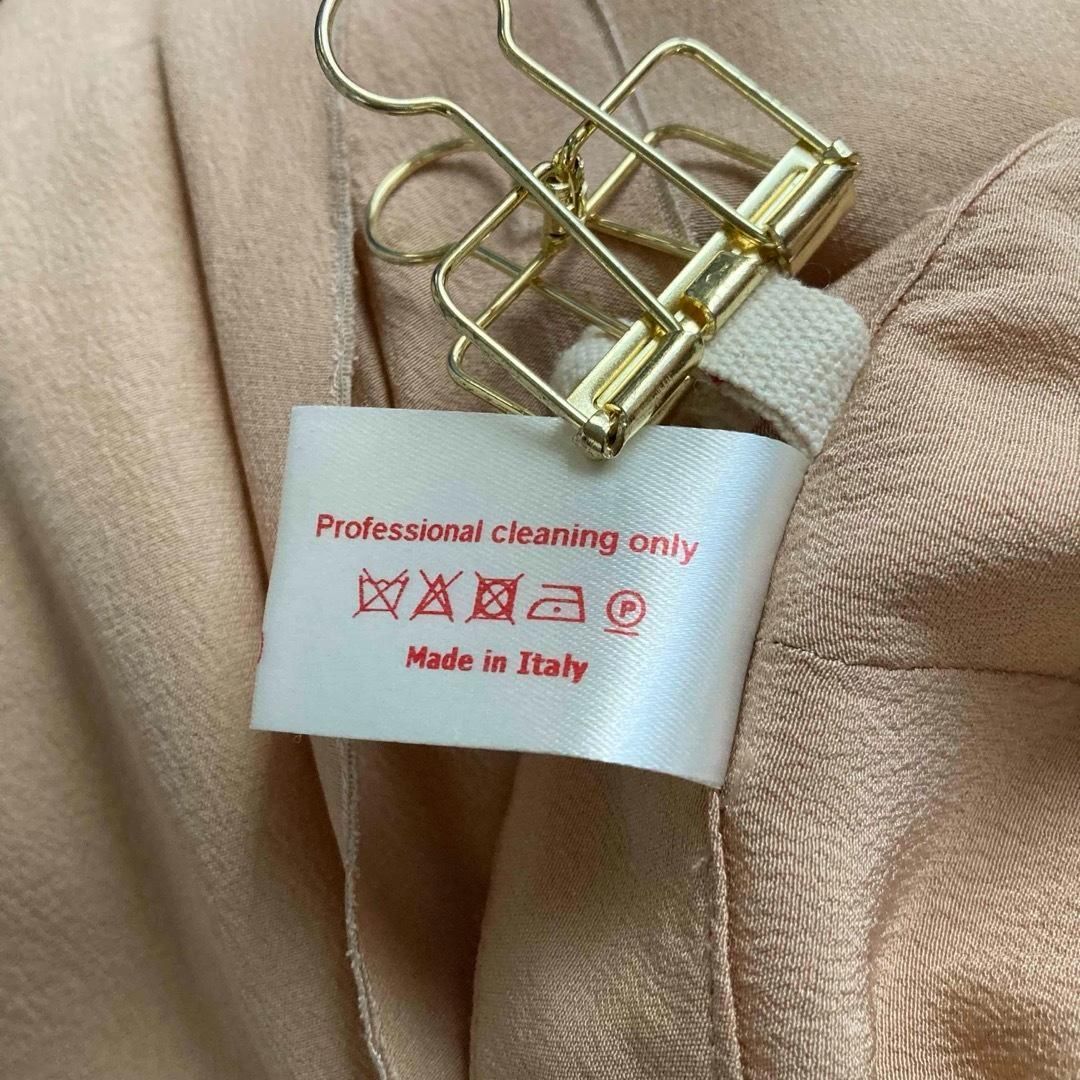 Professional cleaning only
P
Made in Italy